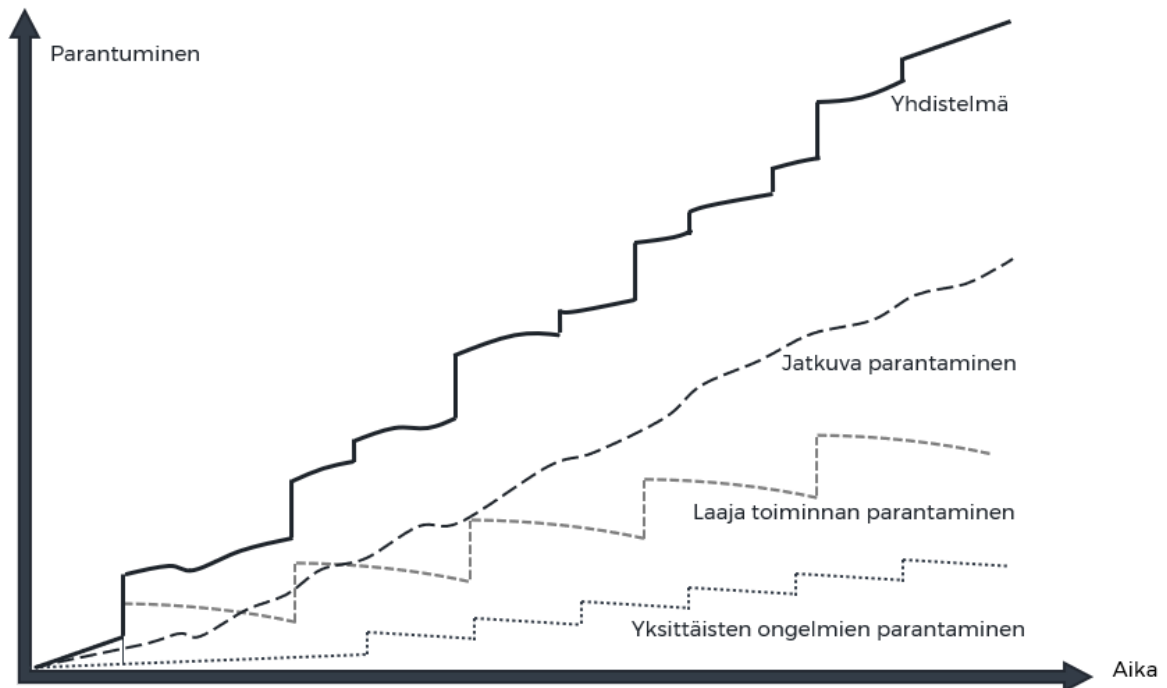 Parantuminen
Yhdistelmä
Jatkuva parantaminen
Laaja toiminnan parantaminen
Yksittäisten ongelmien parantaminen
Aika